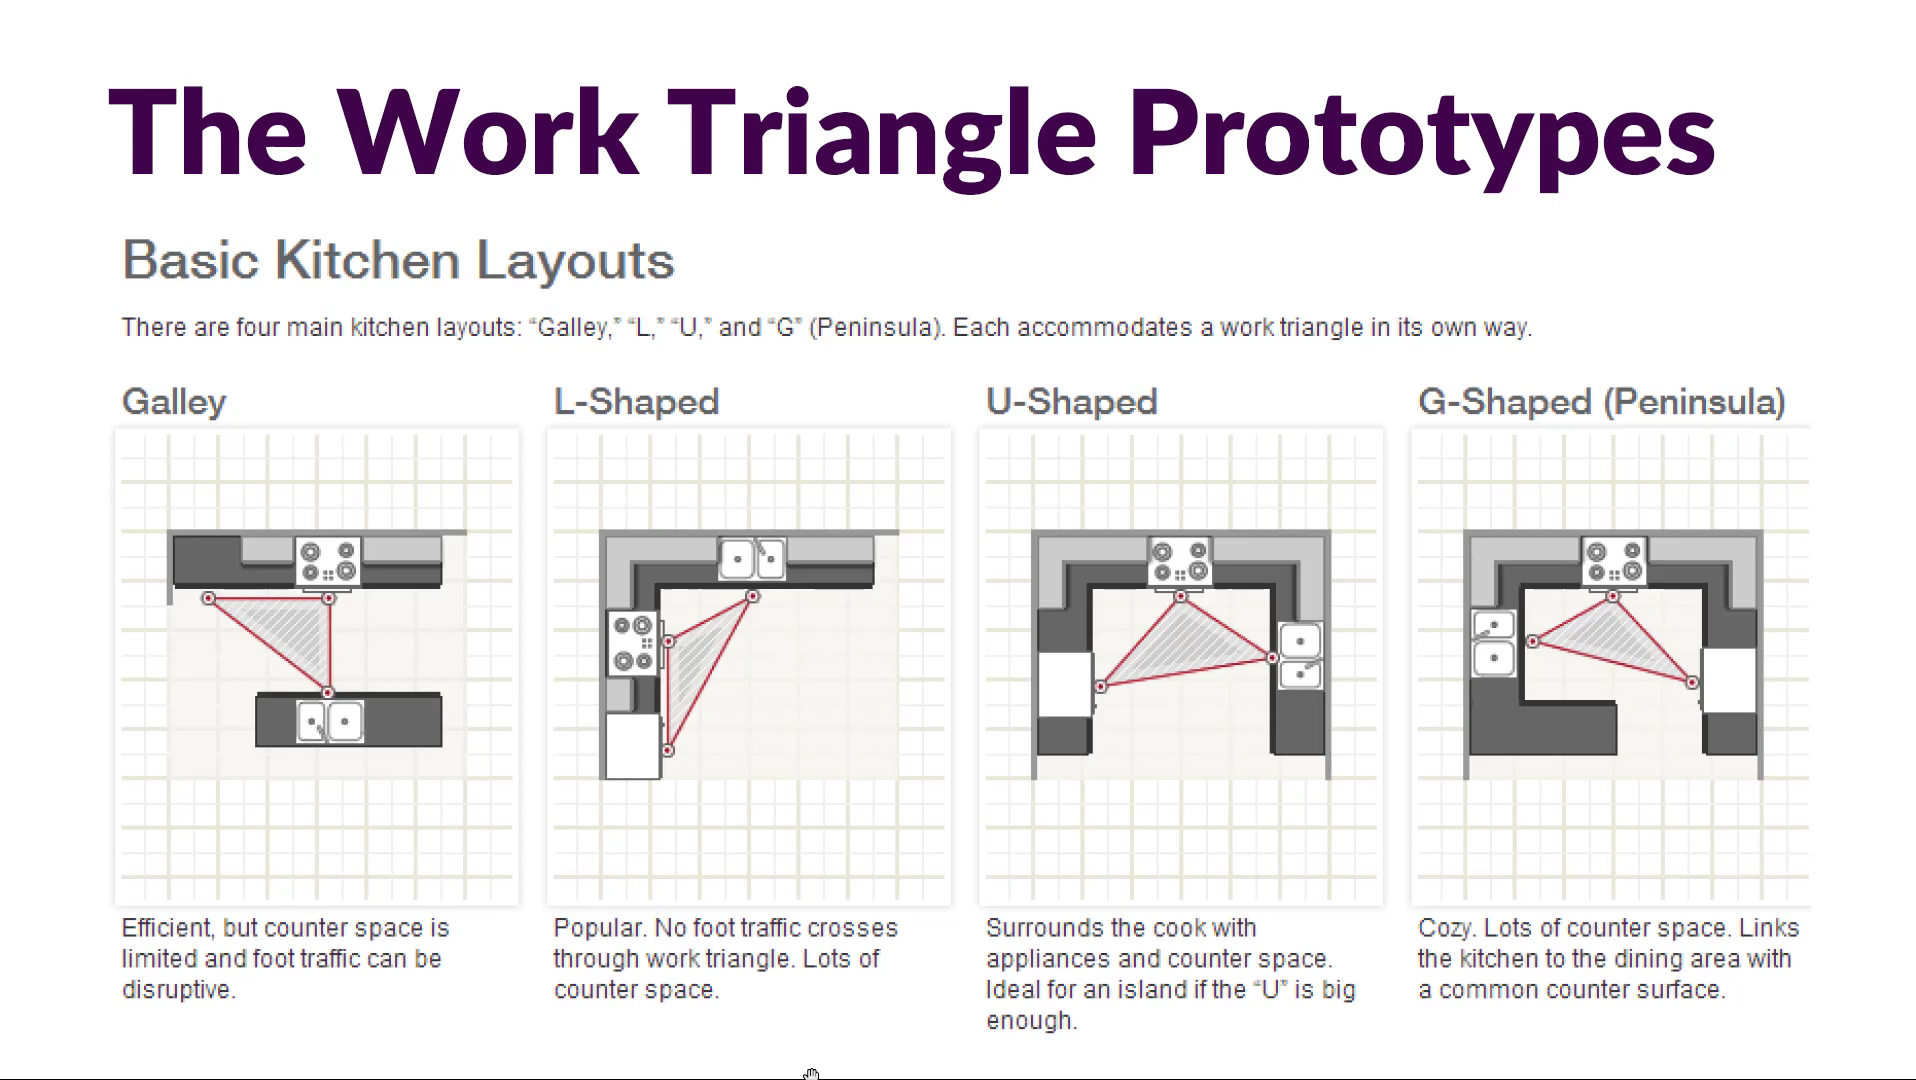 The Work Triangle Prototypes
Basic Kitchen Layouts
There are four main kitchen layouts: “Galley,” “L,” “U,” and “G” (Peninsula). Each accommodates a work triangle in its own way.
Galley
Efficient, but counter space is
limited and foot traffic can be
disruptive.
L-Shaped
Popular. No foot traffic crosses
through work triangle. Lots of
counter space.
U-Shaped
Surrounds the cook with
appliances and counter space.
Ideal for an island if the “U” is big
enough.
G-Shaped (Peninsula)
Cozy. Lots of counter space. Links
the kitchen to the dining area with
a common counter surface.